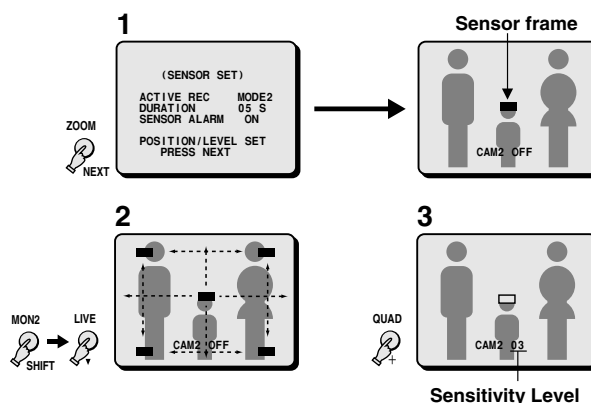 1
Sensor frame
(SENSOR SET)
ACTIVE REC MODE2
DURATION 05 S
SENSOR ALARM ON
POSITION/LEVEL SET
PRESS NEXT
ZOOM
NEXT
CAM2 OFF
2
3
MON2
SHIFT
LIVE
CAM2 OFF
QUAD
+
CAM2 03
Sensitivity Level